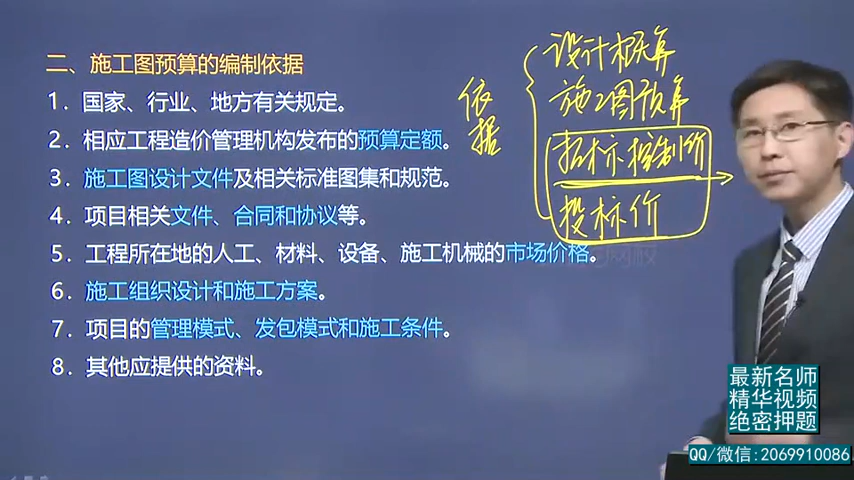 二、施工图预算的编制依据
1．国家、行业、地方有关规定。
2．相应工程造价管理机构发布的预算定额。
3．施工图设计文件及相关标准图集和规范。
4．项目相关文件、合同和协议等。
5．工程所在地的人工、材料、设备、施工机械的市场价格。
6．施工组织设计和施工方案。
7．项目的管理模式、发包模式和施工条件。
8．其他应提供的资料。
依据
设计概算
施工图预算
招标控制价
投标价
最新名师
精华视频
绝密押题
QQ/微信:2069910086